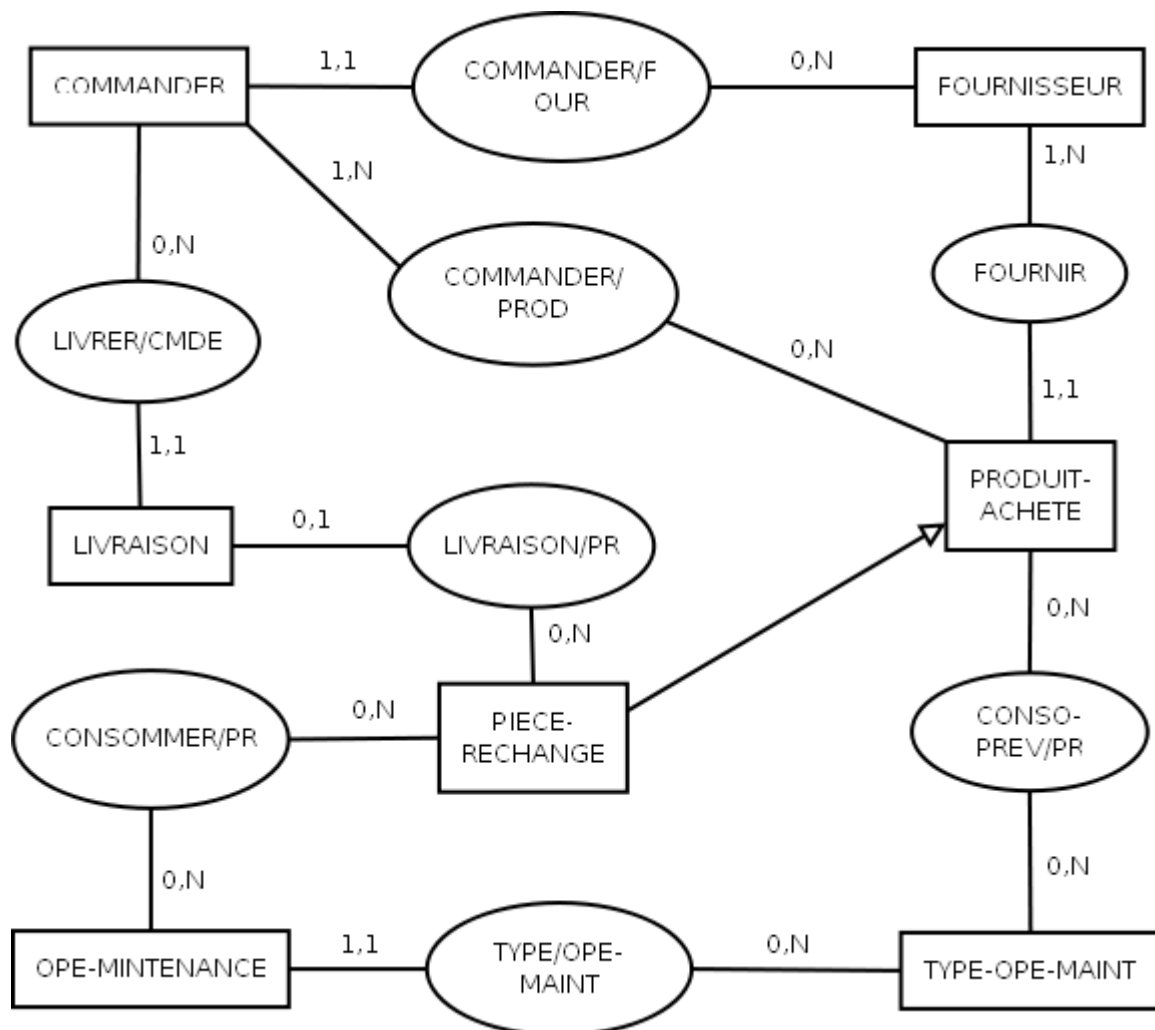 COMMANDER
1,1
COMMANDER/F
OUR
0,N
FOURNISSEUR
1,N
1,N
0,N
COMMANDER/
PROD
FOURNIR
LIVRER/CMDE
0,N
1,1
1,1
PRODUIT-
ACHETE
LIVRAISON
0,1
LIVRAISON/PR
0,N
0,N
CONSOMMER/PR
0,N
PIECE-
RECHANGE
CONSO-
PREV/PR
0,N
0,N
OPE-MINTENANCE
1,1
TYPE/OPE-
MAINT
0,N
TYPE-OPE-MAINT